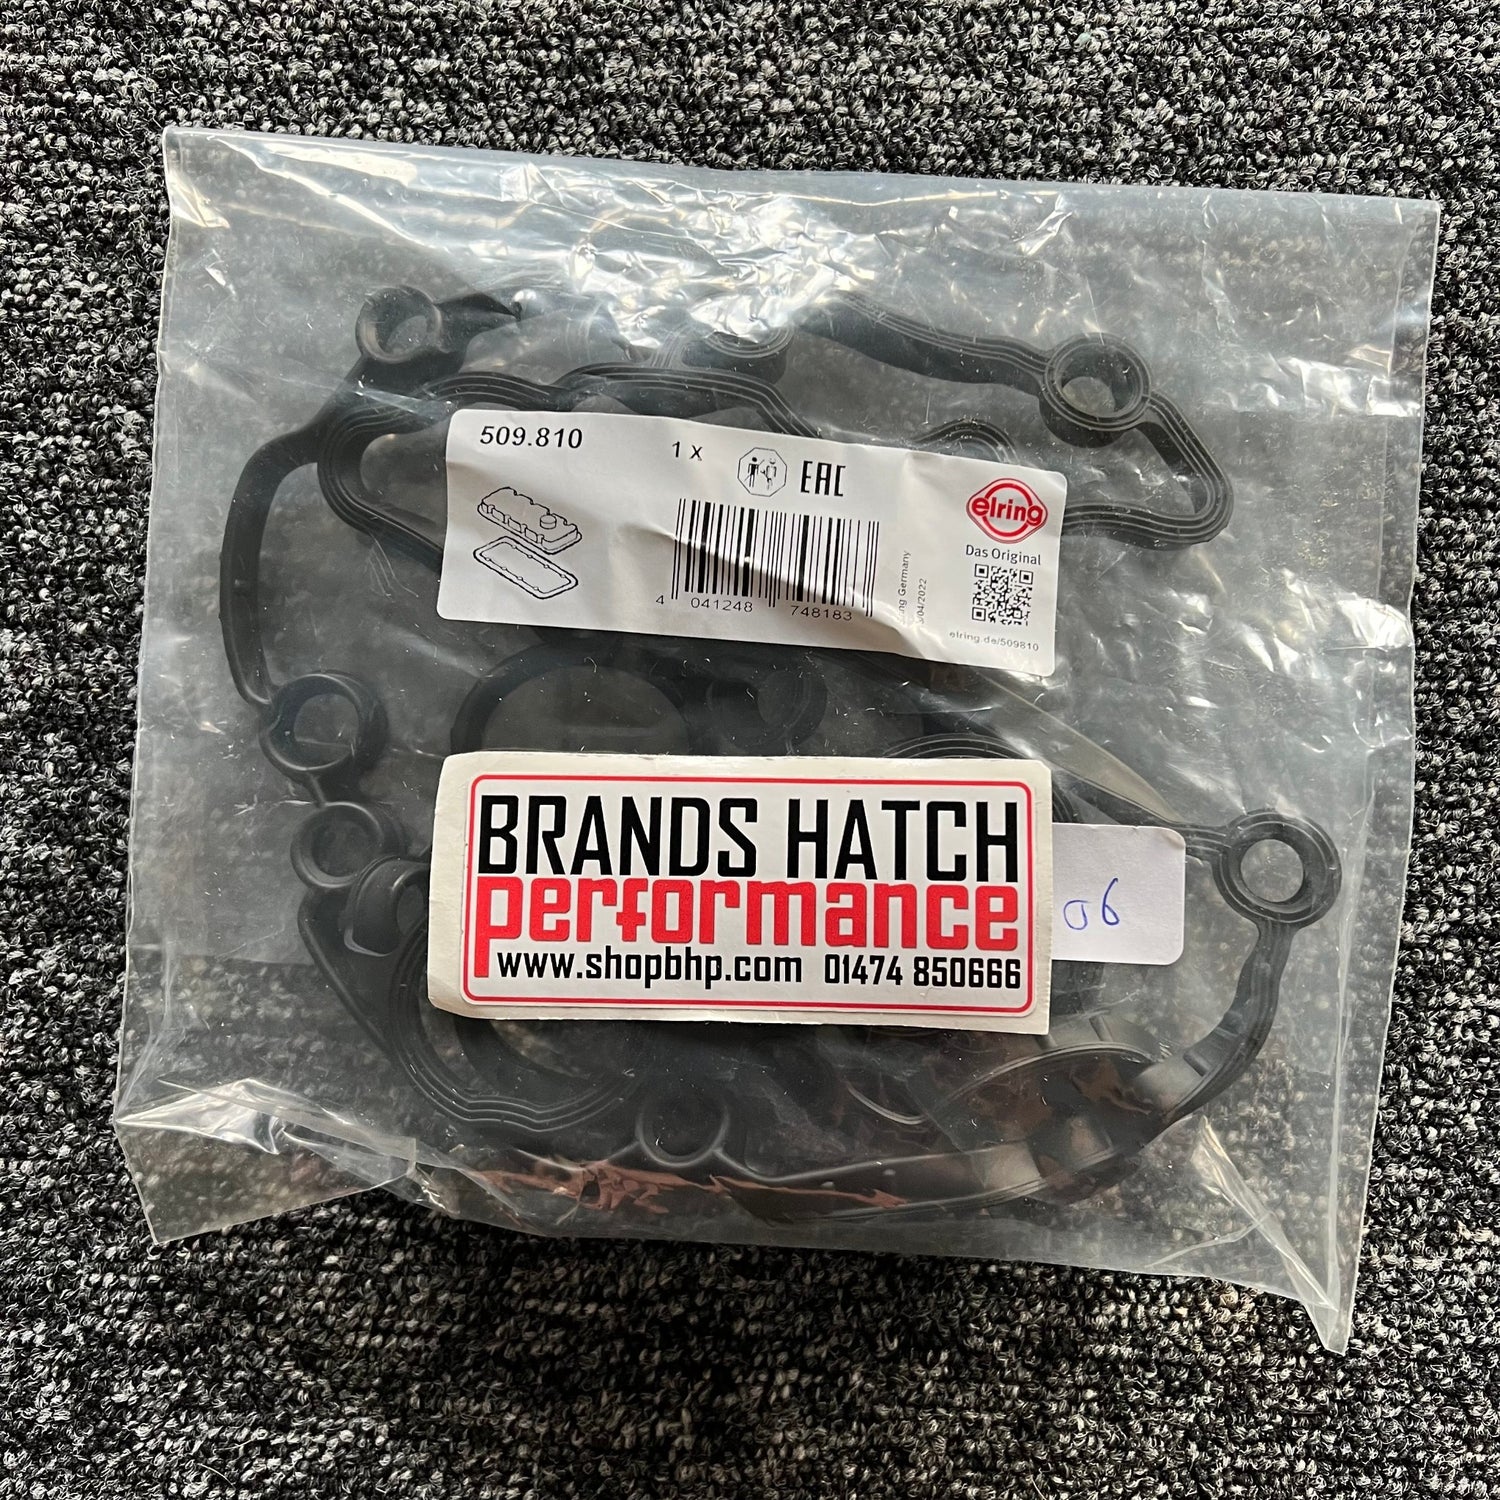 509.810
1 x
EAC
elring
Das Original
4 041248 748183
Germany
04/2022
elring.de/509810
BRANDS HATCH
performance
www.shopbhp.com 01474 850666
06